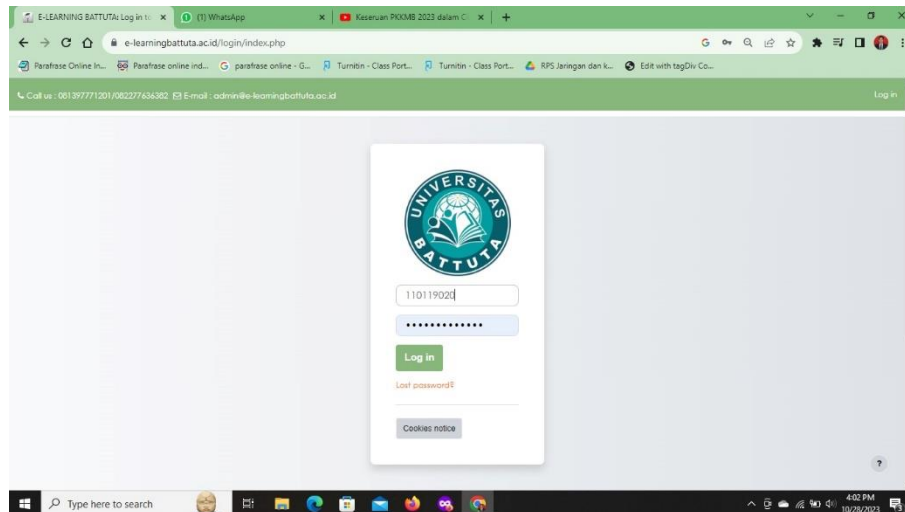 E-LEARNING BATTUTA: Log in to
(1) WhatsApp
Keseruan PKKMB 2023 dalam C
e-learningbattuta.ac.id/login/index.php
Parafrase Online In... Parafrase online ind... parafrase online - G... Turnitin - Class Port... Turnitin - Class Port... RPS Jaringan dan k... Edit with tagDiv Co...
Call us : 081397771201/082277636382 E-mail : admin@e-learningbattuta.ac.id Log in
UNIVERSITAS
BATTUTA
110119020
•••••••••••••
Log in
Lost password?
Cookies notice
?
Type here to search
4:02 PM
10/28/2023